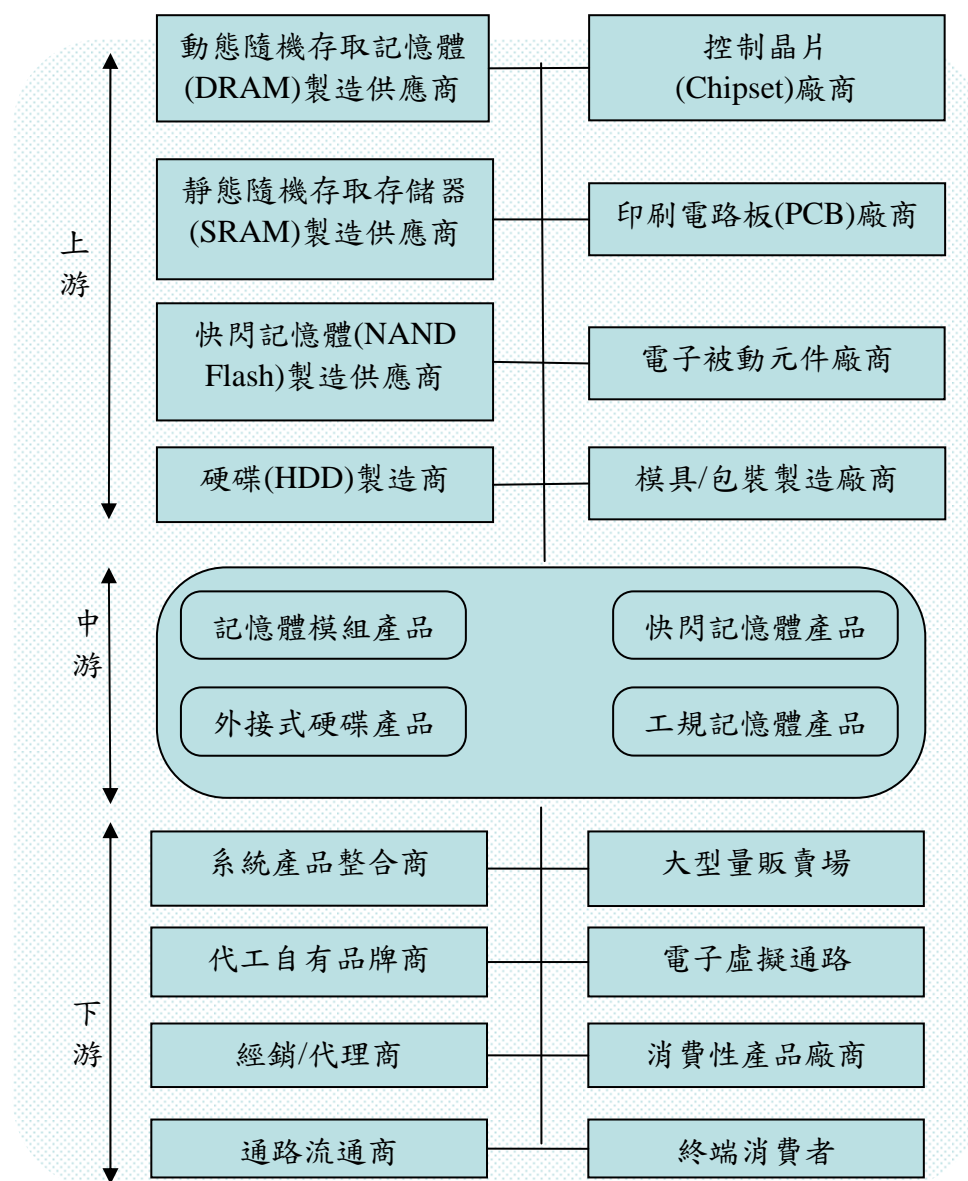 動態隨機存取記憶體
(DRAM)製造供應商
控制晶片
(Chipset)廠商
靜態隨機存取存儲器
(SRAM)製造供應商
印刷電路板(PCB)廠商
上
游
快閃記憶體(NAND
Flash)製造供應商
電子被動元件廠商
硬碟(HDD)製造商
模具/包裝製造廠商
中
游
記憶體模組產品
快閃記憶體產品
外接式硬碟產品
工規記憶體產品
系統產品整合商
大型量販賣場
代工自有品牌商
電子虛擬通路
下
游
經銷/代理商
消費性產品廠商
通路流通商
終端消費者